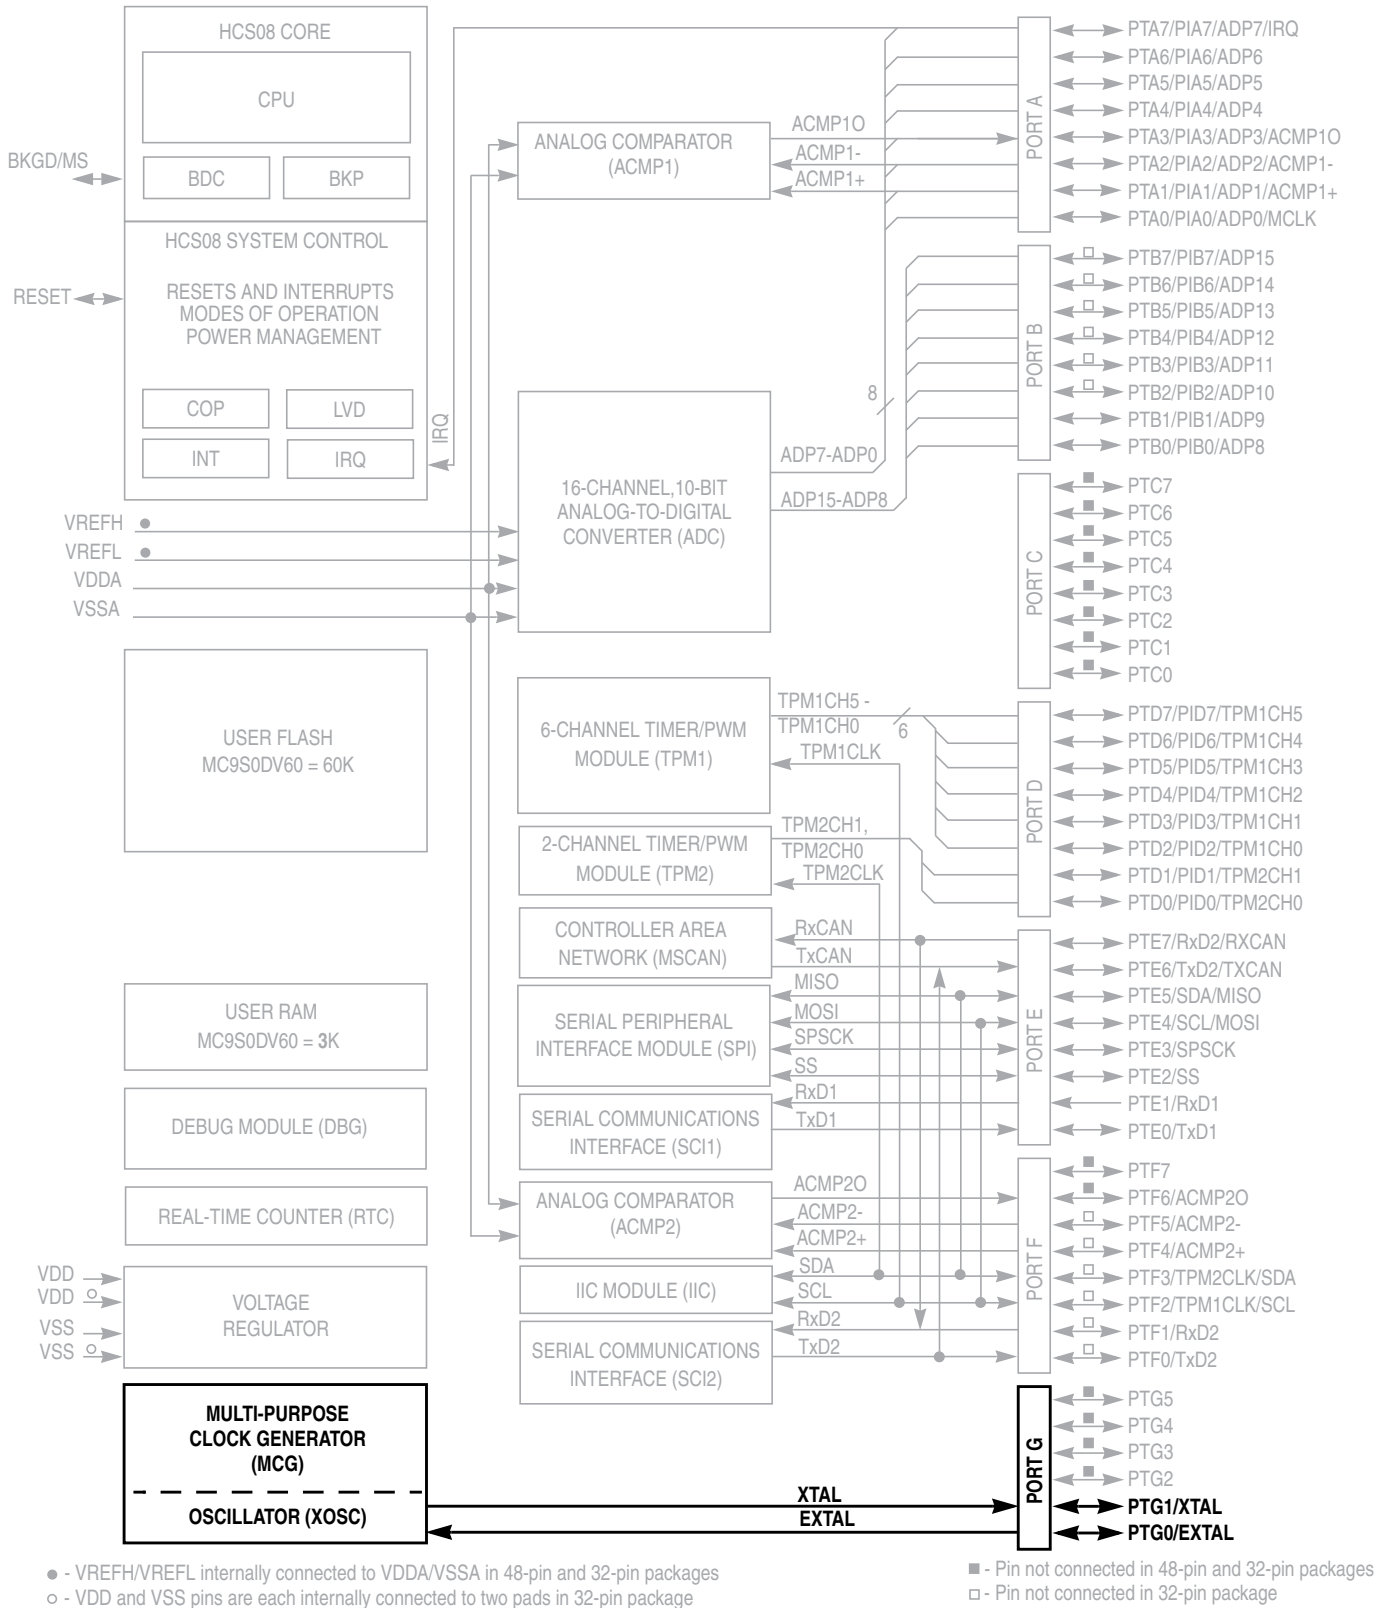 HCS08 CORE
CPU
BDC
BKP
BKGD/MS
HCS08 SYSTEM CONTROL
RESETS AND INTERRUPTS
MODES OF OPERATION
POWER MANAGEMENT
RESET
COP
LVD
INT
IRQ
IRQ
VREFH
VREFL
VDDA
VSSA
USER FLASH
MC9S0DV60 = 60K
USER RAM
MC9S0DV60 = 3K
DEBUG MODULE (DBG)
REAL-TIME COUNTER (RTC)
VDD
VDD
VSS
VSS
VOLTAGE
REGULATOR
MULTI-PURPOSE
CLOCK GENERATOR
(MCG)
OSCILLATOR (XOSC)
ANALOG COMPARATOR
(ACMP1)
ACMP1O
ACMP1-
ACMP1+
16-CHANNEL,10-BIT
ANALOG-TO-DIGITAL
CONVERTER (ADC)
8
ADP7-ADP0
ADP15-ADP8
6-CHANNEL TIMER/PWM
MODULE (TPM1)
TPM1CH5 -
TPM1CH0
6
TPM1CLK
2-CHANNEL TIMER/PWM
MODULE (TPM2)
TPM2CH1,
TPM2CH0
TPM2CLK
CONTROLLER AREA
NETWORK (MSCAN)
RxCAN
TxCAN
SERIAL PERIPHERAL
INTERFACE MODULE (SPI)
MISO
MOSI
SPSCK
SS
SERIAL COMMUNICATIONS
INTERFACE (SCI1)
RxD1
TxD1
ANALOG COMPARATOR
(ACMP2)
ACMP2O
ACMP2-
ACMP2+
IIC MODULE (IIC)
SDA
SCL
SERIAL COMMUNICATIONS
INTERFACE (SCI2)
RxD2
TxD2
XTAL
EXTAL
PORT A
PTA7/PIA7/ADP7/IRQ
PTA6/PIA6/ADP6
PTA5/PIA5/ADP5
PTA4/PIA4/ADP4
PTA3/PIA3/ADP3/ACMP1O
PTA2/PIA2/ADP2/ACMP1-
PTA1/PIA1/ADP1/ACMP1+
PTA0/PIA0/ADP0/MCLK
PORT B
PTB7/PIB7/ADP15
PTB6/PIB6/ADP14
PTB5/PIB5/ADP13
PTB4/PIB4/ADP12
PTB3/PIB3/ADP11
PTB2/PIB2/ADP10
PTB1/PIB1/ADP9
PTB0/PIB0/ADP8
PORT C
PTC7
PTC6
PTC5
PTC4
PTC3
PTC2
PTC1
PTC0
PORT D
PTD7/PID7/TPM1CH5
PTD6/PID6/TPM1CH4
PTD5/PID5/TPM1CH3
PTD4/PID4/TPM1CH2
PTD3/PID3/TPM1CH1
PTD2/PID2/TPM1CH0
PTD1/PID1/TPM2CH1
PTD0/PID0/TPM2CH0
PORT E
PTE7/RxD2/RXCAN
PTE6/TxD2/TXCAN
PTE5/SDA/MISO
PTE4/SCL/MOSI
PTE3/SPSCK
PTE2/SS
PTE1/RxD1
PTE0/TxD1
PORT F
PTF7
PTF6/ACMP2O
PTF5/ACMP2-
PTF4/ACMP2+
PTF3/TPM2CLK/SDA
PTF2/TPM1CLK/SCL
PTF1/RxD2
PTF0/TxD2
PORT G
PTG5
PTG4
PTG3
PTG2
PTG1/XTAL
PTG0/EXTAL
● - VREFH/VREFL internally connected to VDDA/VSSA in 48-pin and 32-pin packages
○ - VDD and VSS pins are each internally connected to two pads in 32-pin package
■ - Pin not connected in 48-pin and 32-pin packages
□ - Pin not connected in 32-pin package